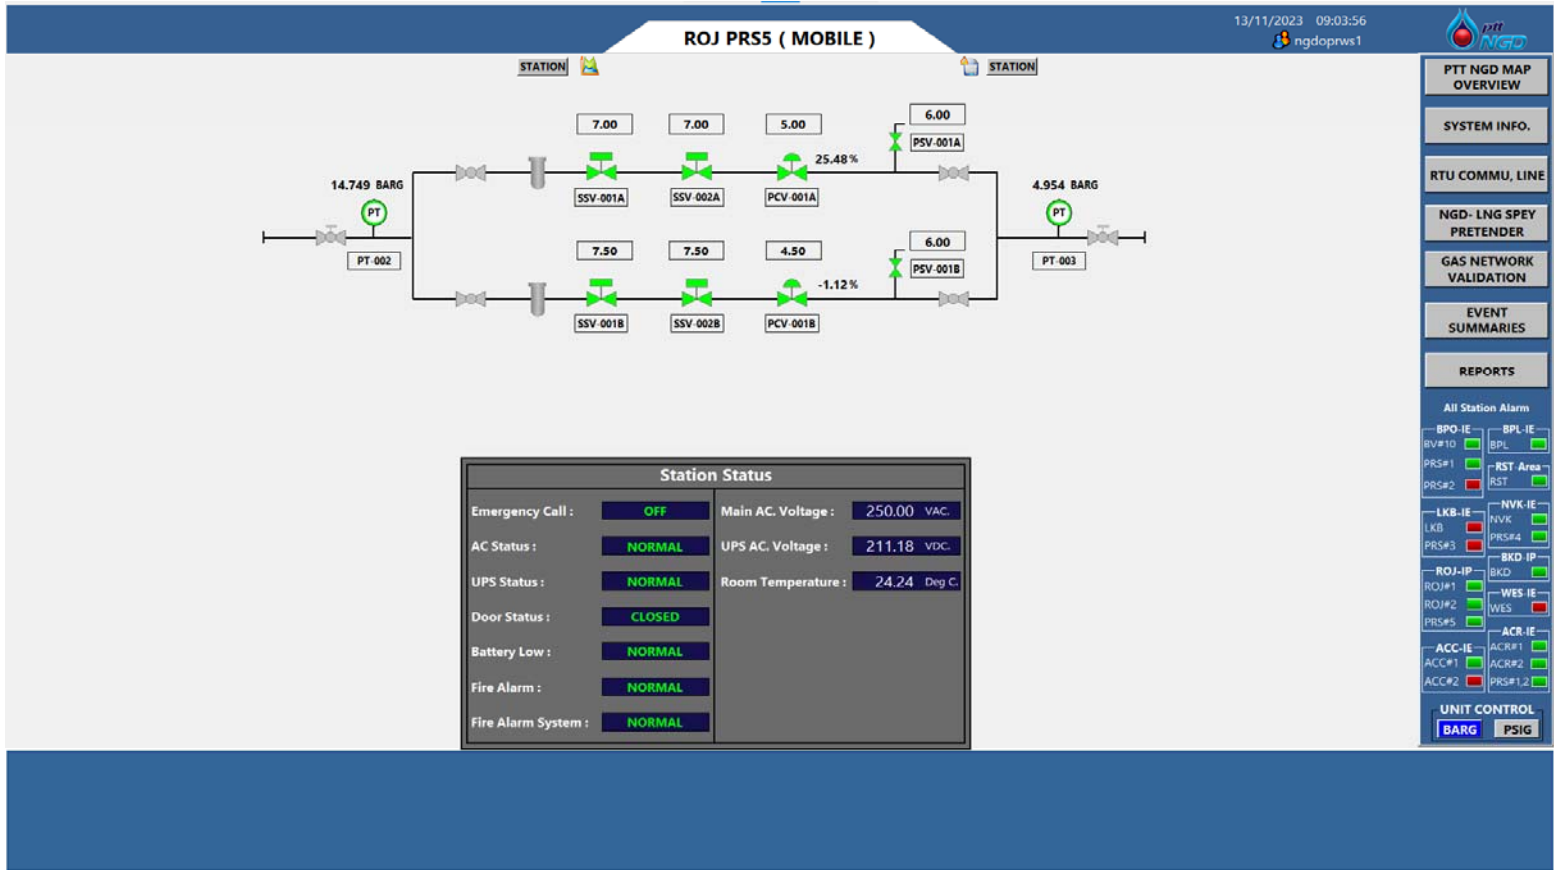 ROJ PRS5 ( MOBILE )
13/11/2023 09:03:56
ngdoprws1
ptt
NGD
STATION
STATION
7.00
7.00
5.00
6.00
PSV-001A
25.48%
14.749 BARG
SSV-001A
SSV-002A
PCV-001A
4.954 BARG
PT
PT
PT-002
7.50
7.50
4.50
6.00
PSV-001B
PT-003
-1.12%
SSV-001B
SSV-002B
PCV-001B
Station Status
Emergency Call : OFF
Main AC. Voltage : 250.00 VAC.
AC Status : NORMAL
UPS AC. Voltage : 211.18 VDC.
UPS Status : NORMAL
Room Temperature : 24.24 Deg C.
Door Status : CLOSED
Battery Low : NORMAL
Fire Alarm : NORMAL
Fire Alarm System : NORMAL
PTT NGD MAP
OVERVIEW
SYSTEM INFO.
RTU COMMU, LINE
NGD- LNG SPEY
PRETENDER
GAS NETWORK
VALIDATION
EVENT
SUMMARIES
REPORTS
All Station Alarm
BPO-IE
BV#10
PRS#1
PRS#2
BPL-IE
BPL
RST-Area
RST
LKB-IE
LKB
PRS#3
NVK-IE
NVK
PRS#4
BKD-IP
BKD
ROJ-IP
ROJ#1
ROJ#2
PRS#5
WES-IE
WES
ACC-IE
ACC#1
ACC#2
ACR-IE
ACR#1
ACR#2
PRS#1,2
UNIT CONTROL
BARG PSIG